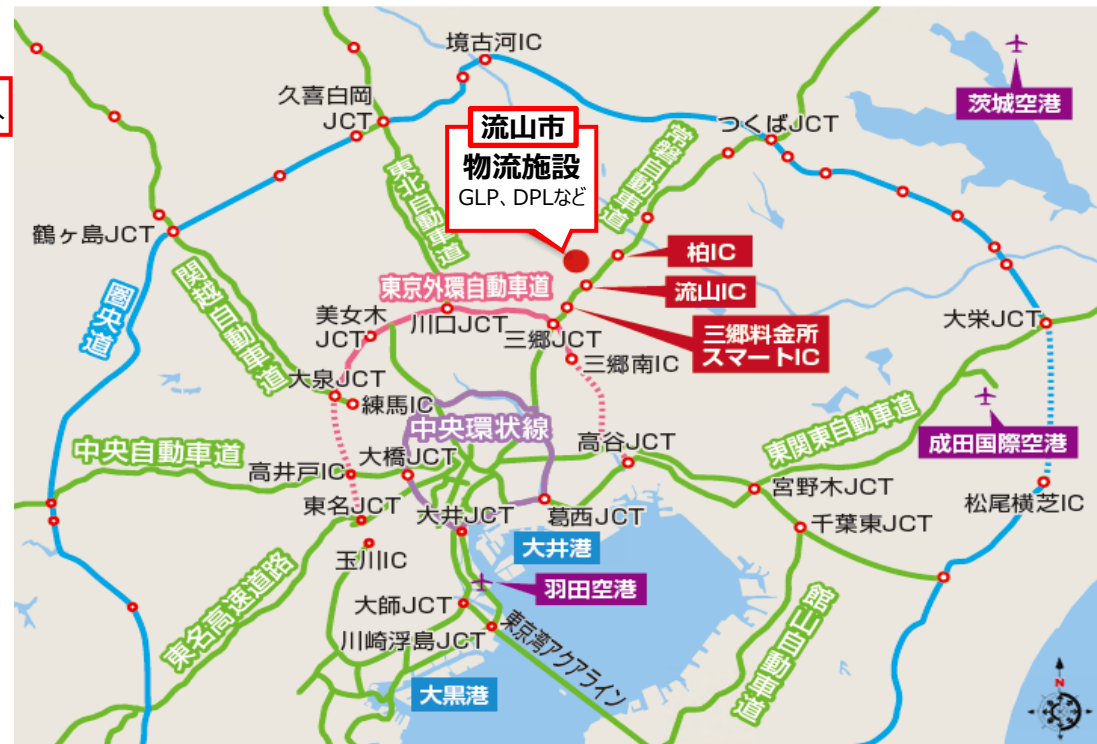 境古河IC
茨城空港
久喜白岡
JCT
流山市
物流施設
GLP、DPLなど
つくばJCT
常磐自動車道
東北自動車道
鶴ヶ島JCT
柏IC
関越自動車道
東京外環自動車道
流山IC
圏央道
美女木
JCT
川口JCT
三郷JCT
三郷料金所
スマートIC
大栄JCT
三郷南IC
大泉JCT
練馬IC
中央環状線
東関東自動車道
成田国際空港
中央自動車道
高井戸IC
大橋JCT
高谷JCT
宮野木JCT
松尾横芝IC
東名JCT
大井JCT
葛西JCT
千葉東JCT
玉川IC
大井港
羽田空港
東名高速道路
大師JCT
川崎浮島JCT
東京湾アクアライン
館山自動車道
大黒港
N